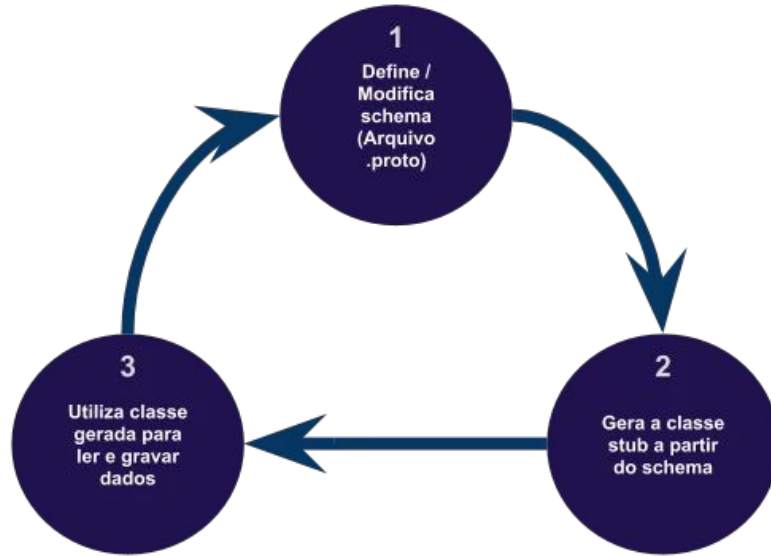 1
Define /
Modifica
schema
(Arquivo
.proto)
2
Gera a classe
stub a partir
do schema
3
Utiliza classe
gerada para
ler e gravar
dados